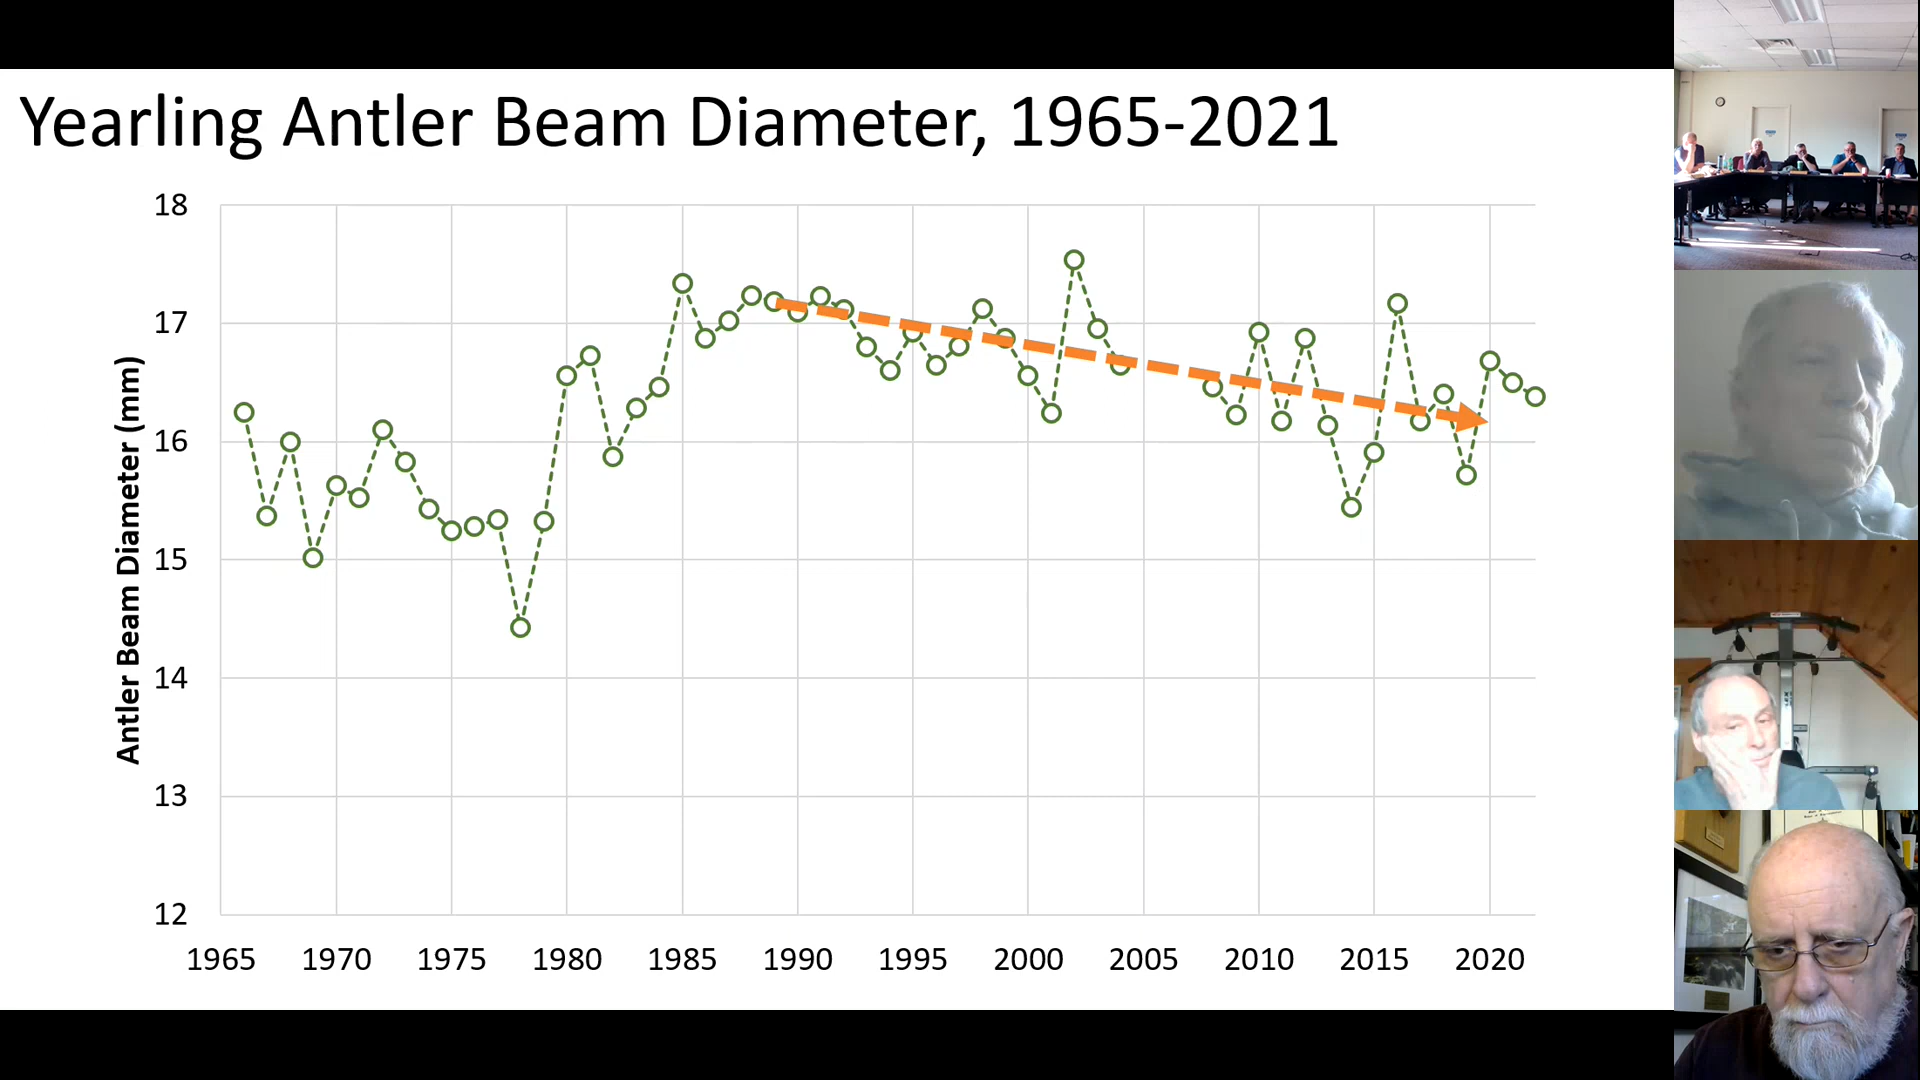 Yearling Antler Beam Diameter, 1965-2021
Antler Beam Diameter (mm)
18
17
16
15
14
13
12
1965 1970 1975 1980 1985 1990 1995 2000 2005 2010 2015 2020